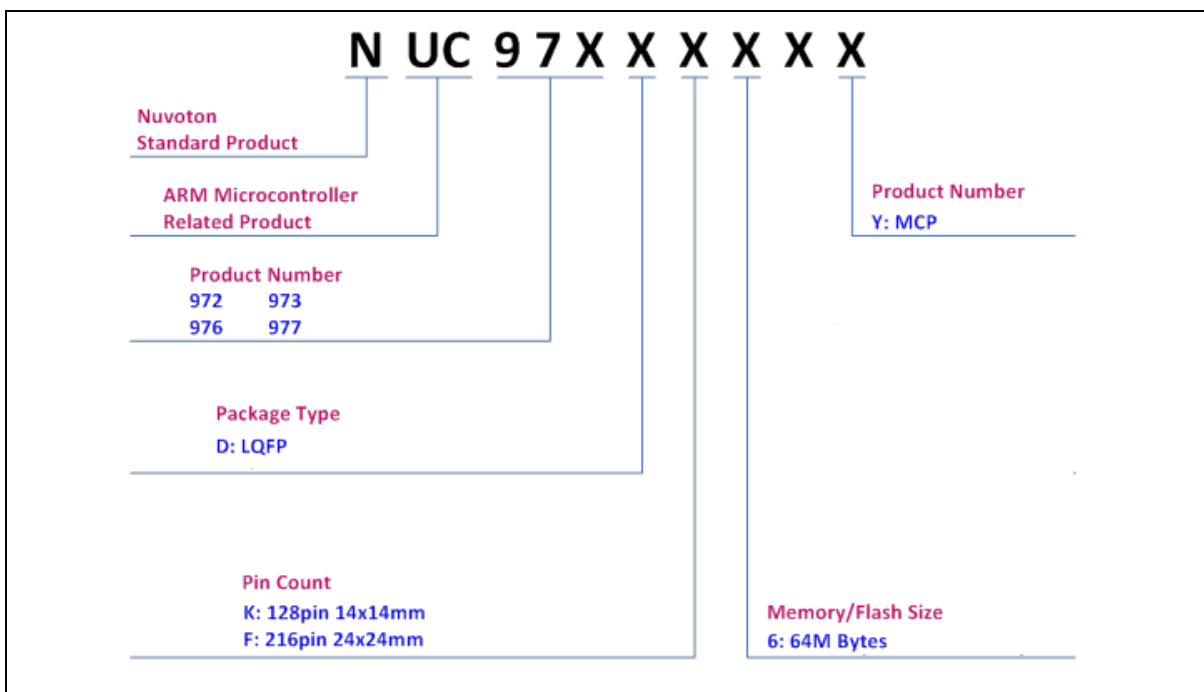 N UC 9 7 X X X X X X
Nuvoton
Standard Product
ARM Microcontroller
Related Product
Product Number
Y: MCP
Product Number
972 973
976 977
Package Type
D: LQFP
Pin Count
K: 128pin 14x14mm
F: 216pin 24x24mm
Memory/Flash Size
6: 64M Bytes